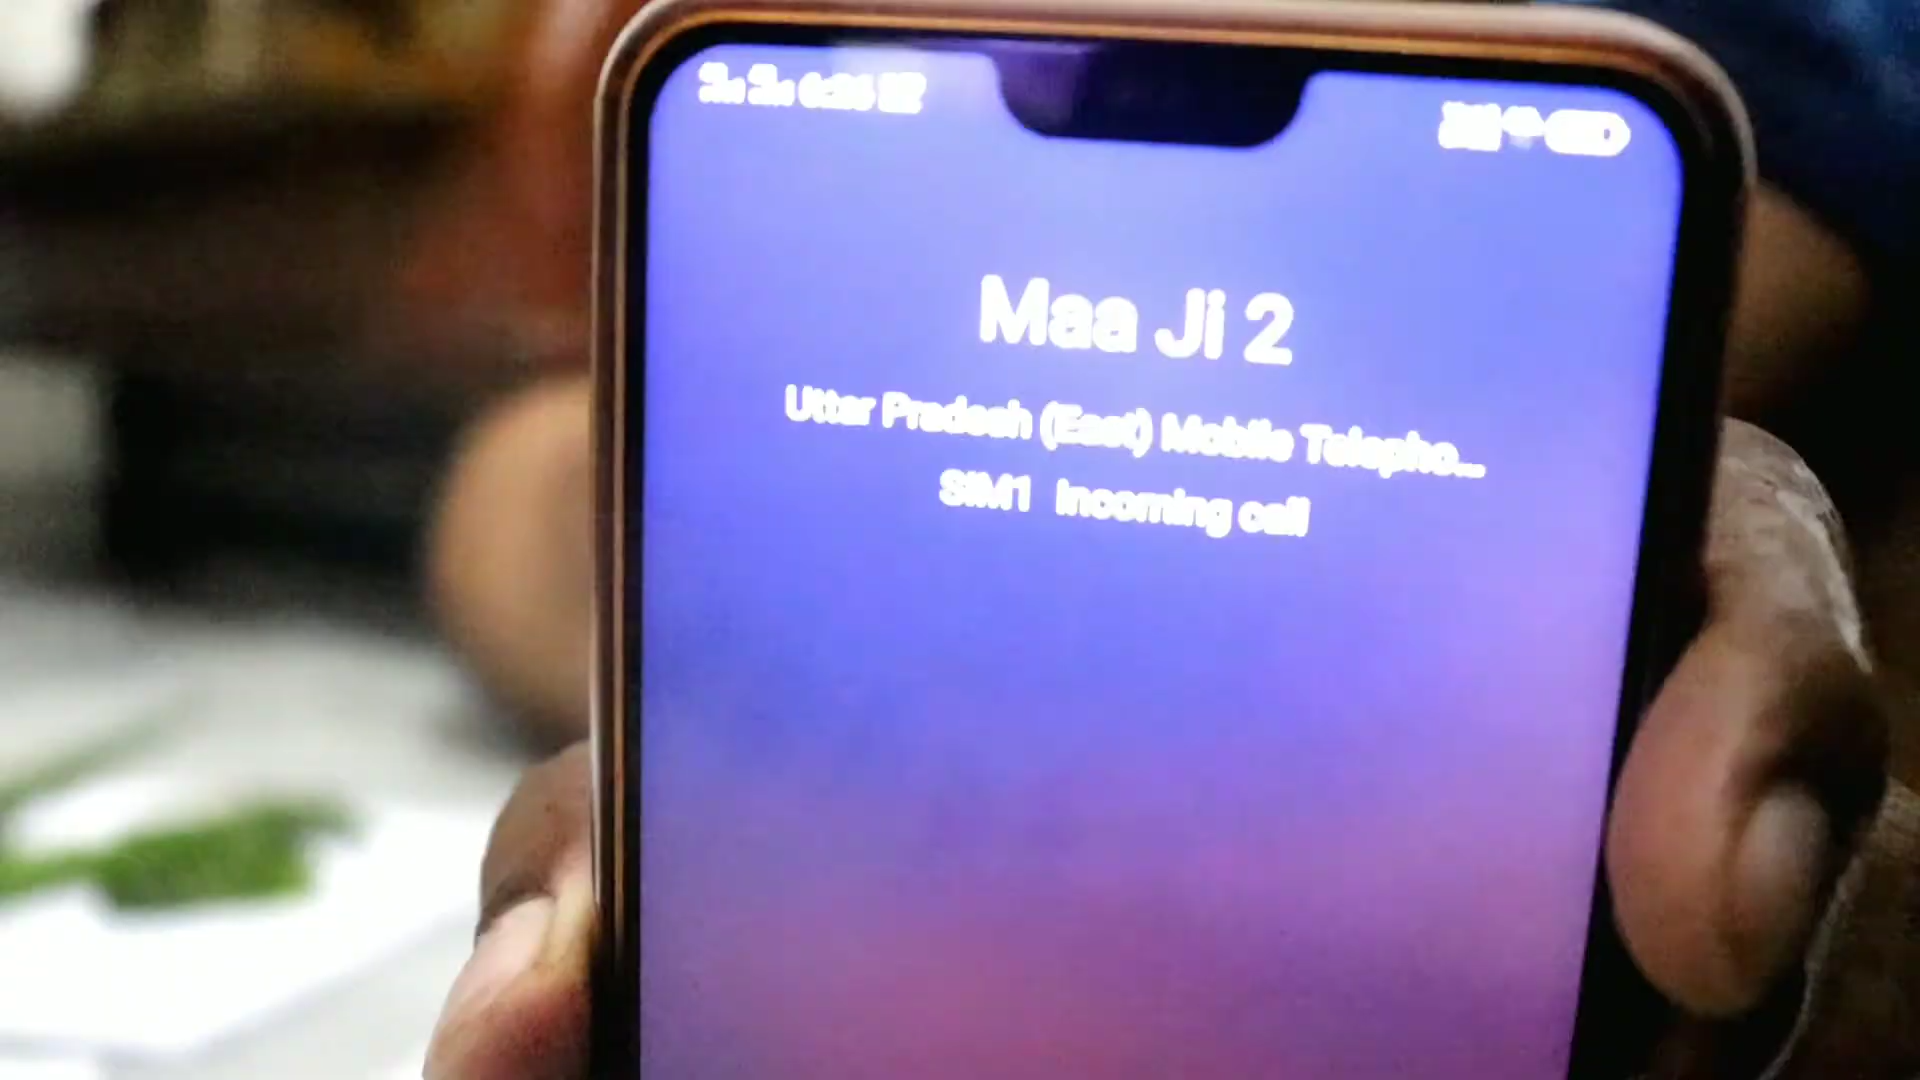 Maa Ji 2
Uttar Pradesh (East) Mobile Telepho...
SIM1 Incoming call